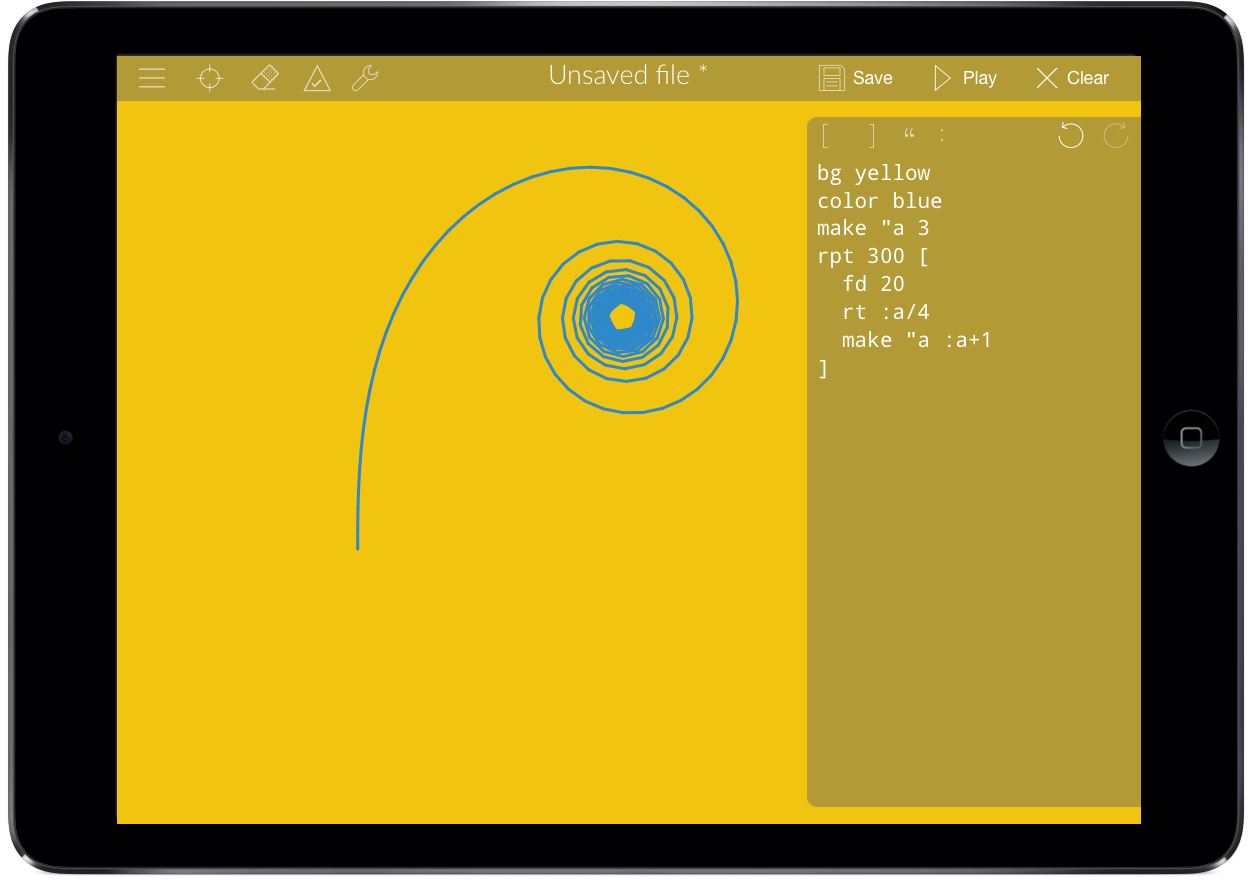 Unsaved file *
Save
Play
Clear
[ ] “ :
bg yellow
color blue
make "a 3
rpt 300 [
  fd 20
  rt :a/4
  make "a :a+1
]